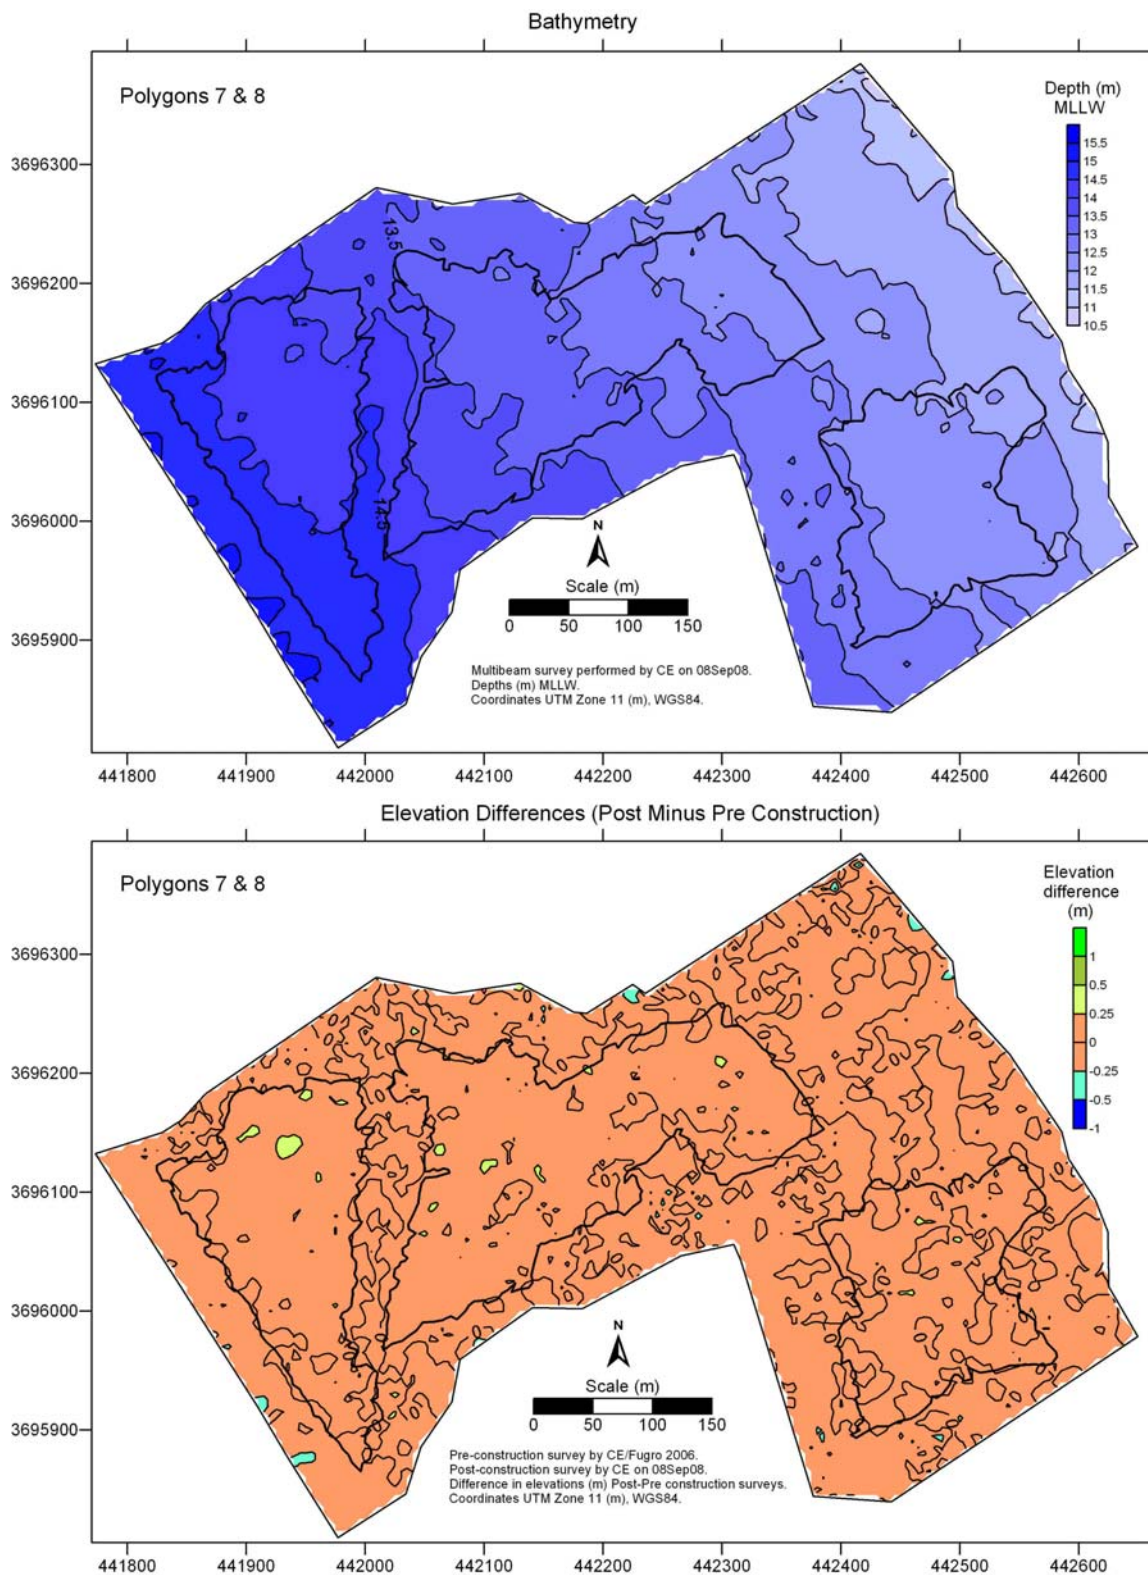 Bathymetry
Polygons 7 & 8
Depth (m)
MLLW
15.5
15
14.5
14
13.5
13
12.5
12
11.5
11
10.5
3696300
3696200
3696100
3696000
3695900
13.5
14.5
N
Scale (m)
0 50 100 150
Multibeam survey performed by CE on 08Sep08.
Depths (m) MLLW.
Coordinates UTM Zone 11 (m), WGS84.
441800 441900 442000 442100 442200 442300 442400 442500 442600
Elevation Differences (Post Minus Pre Construction)
Polygons 7 & 8
Elevation
difference
(m)
1
0.5
0.25
0
-0.25
-0.5
-1
3696300
3696200
3696100
3696000
3695900
N
Scale (m)
0 50 100 150
Pre-construction survey by CE/Fugro 2006.
Post-construction survey by CE on 08Sep08.
Difference in elevations (m) Post-Pre construction surveys.
Coordinates UTM Zone 11 (m), WGS84.
441800 441900 442000 442100 442200 442300 442400 442500 442600